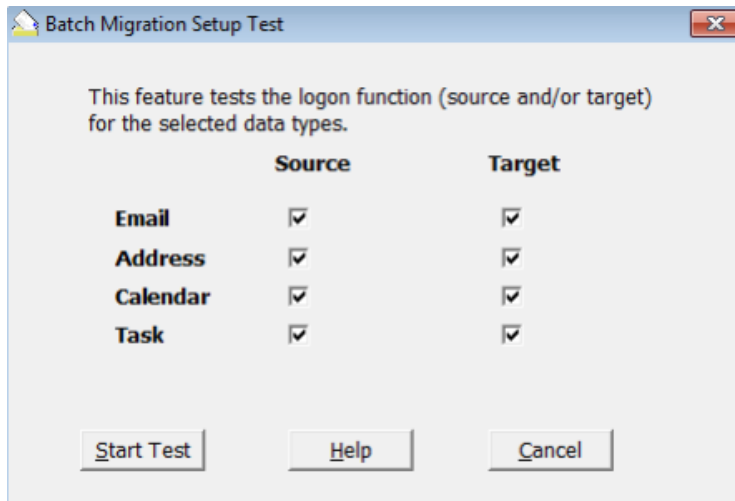 Batch Migration Setup Test
This feature tests the logon function (source and/or target)
for the selected data types.
Source Target
Email
Address
Calendar
Task
Start Test Help Cancel